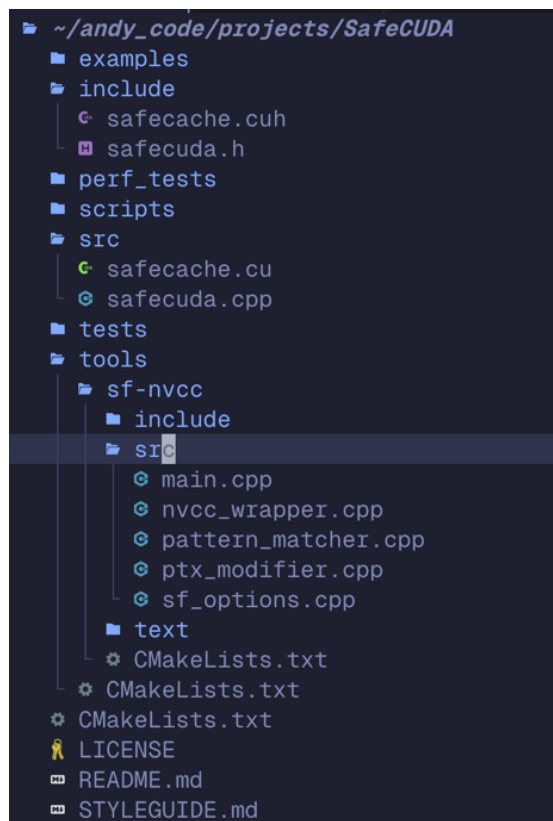 ~/andy_code/projects/SafeCUDA
examples
include
safecache.cuh
safecuda.h
perf_tests
scripts
src
safecache.cu
safecuda.cpp
tests
tools
sf-nvcc
include
src
main.cpp
nvcc_wrapper.cpp
pattern_matcher.cpp
ptx_modifier.cpp
sf_options.cpp
text
CMakeLists.txt
CMakeLists.txt
CMakeLists.txt
LICENSE
README.md
STYLEGUIDE.md